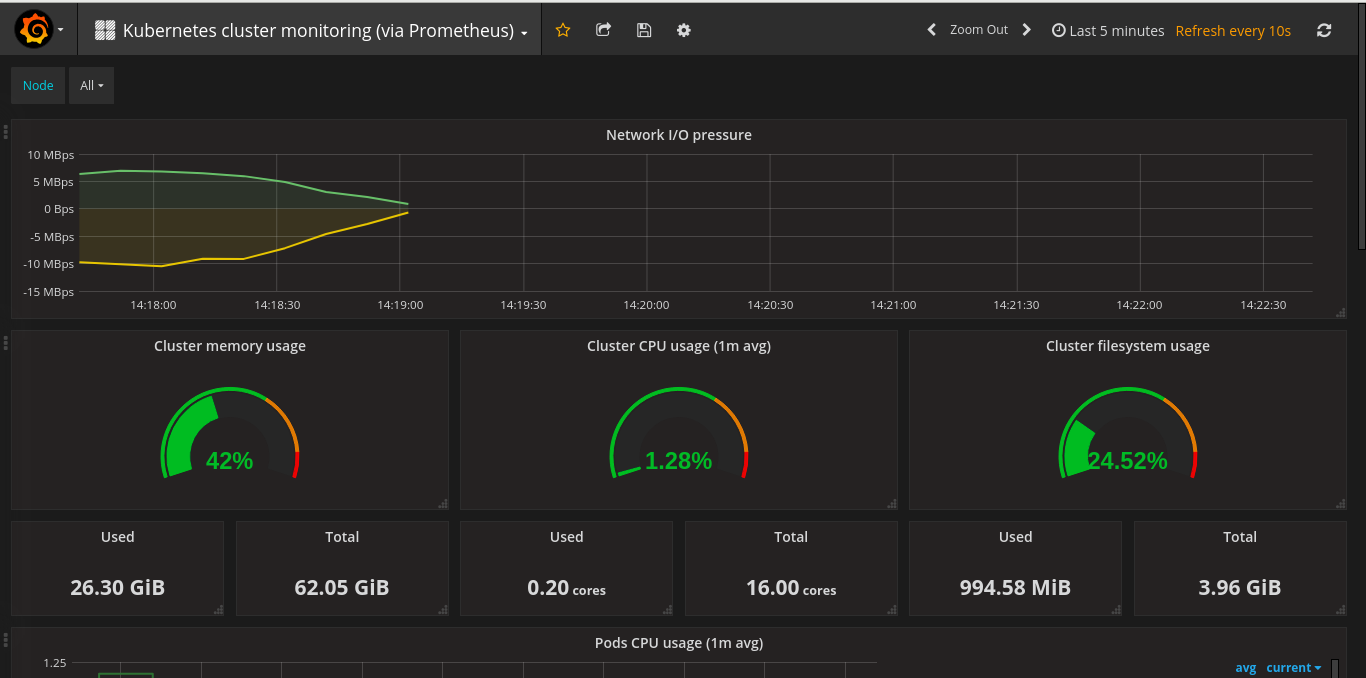 Kubernetes cluster monitoring (via Prometheus)
Zoom Out
Last 5 minutes
Refresh every 10s
Node
All
Network I/O pressure
10 MBps
5 MBps
0 Bps
-5 MBps
-10 MBps
-15 MBps
14:18:00
14:18:30
14:19:00
14:19:30
14:20:00
14:20:30
14:21:00
14:21:30
14:22:00
14:22:30
Cluster memory usage
42%
Cluster CPU usage (1m avg)
1.28%
Cluster filesystem usage
24.52%
Used
26.30 GiB
Total
62.05 GiB
Used
0.20 cores
Total
16.00 cores
Used
994.58 MiB
Total
3.96 GiB
Pods CPU usage (1m avg)
1.25
avg current